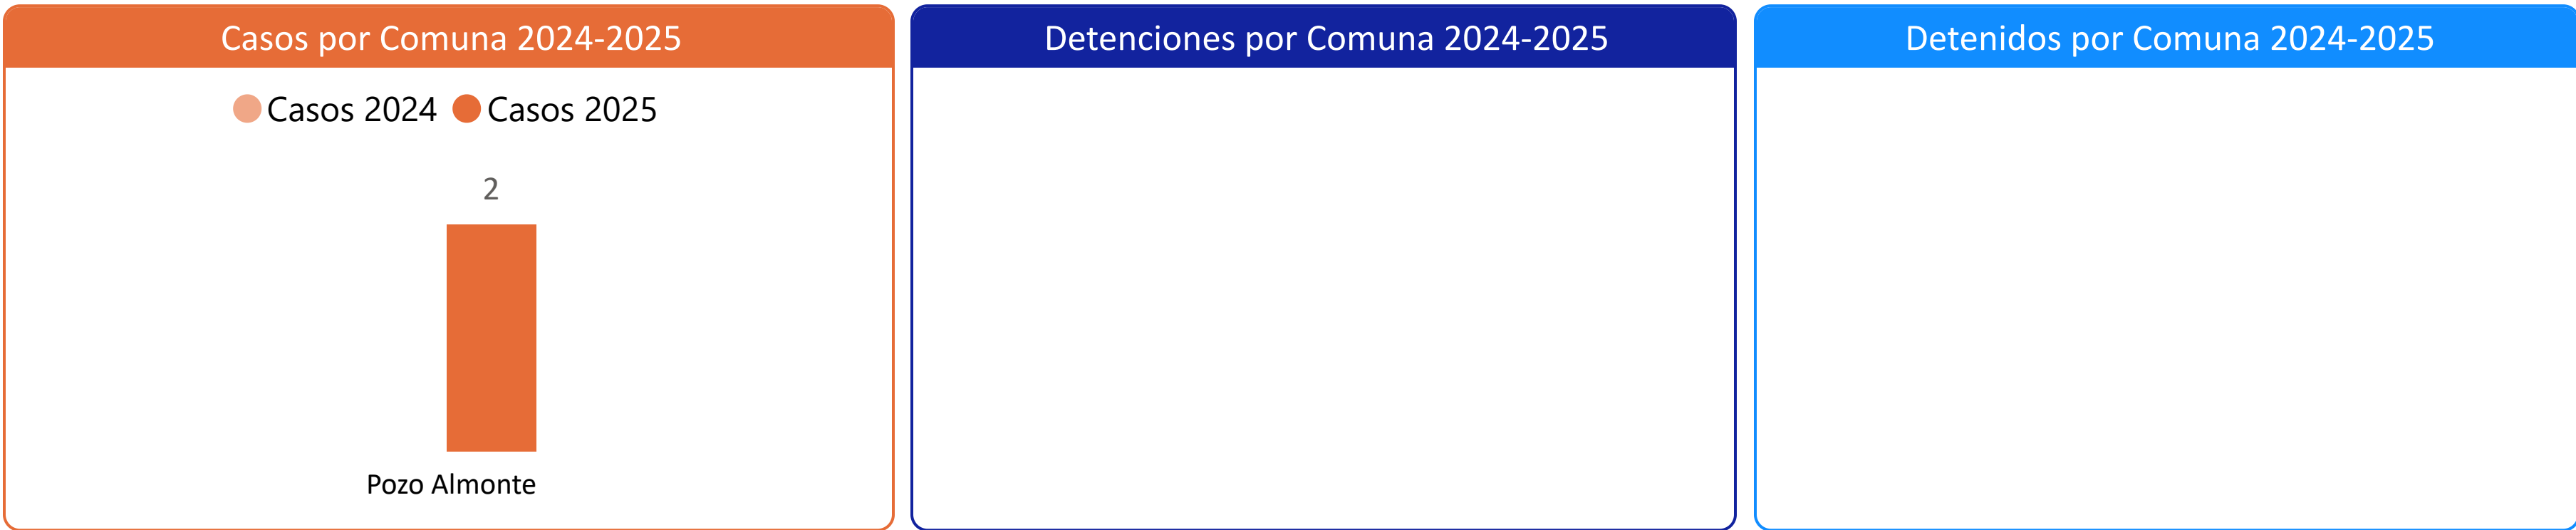 Casos por Comuna 2024-2025
Casos 2024 Casos 2025
2
Pozo Almonte
Detenciones por Comuna 2024-2025
Detenidos por Comuna 2024-2025